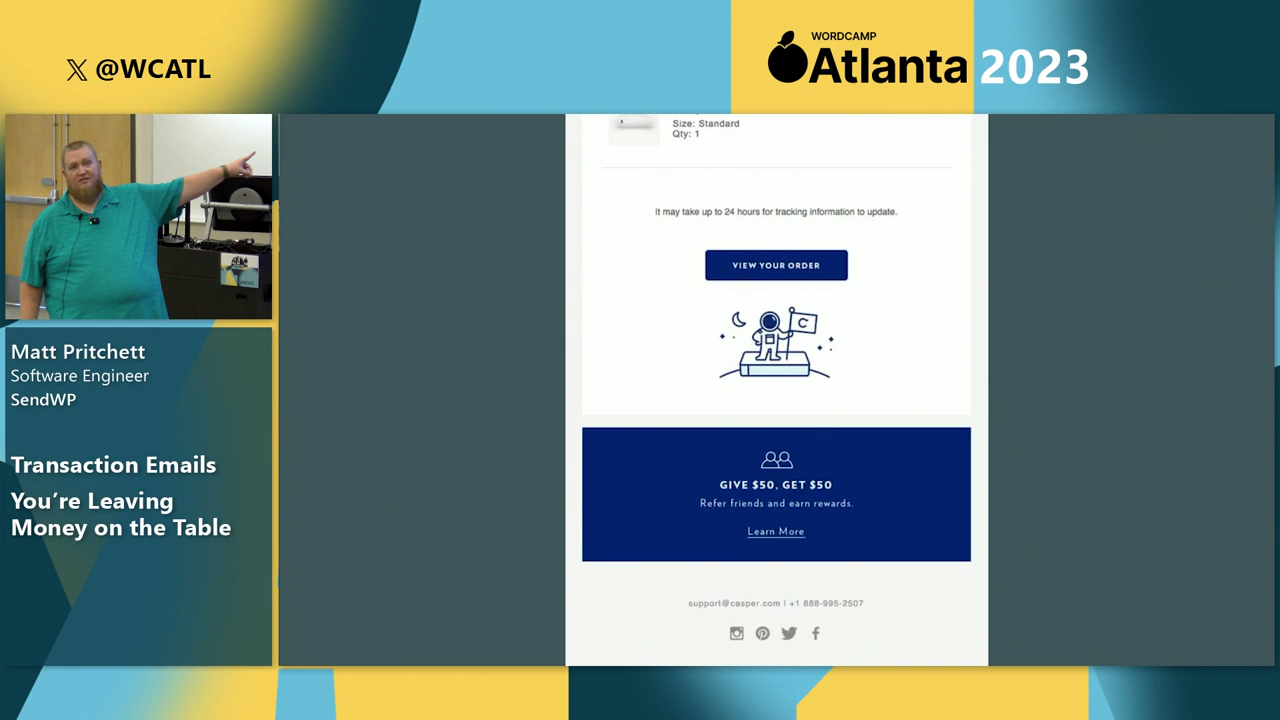 𝕏 @WCATL
WORDCAMP
Atlanta 2023
Size: Standard
Qty: 1
It may take up to 24 hours for tracking information to update.
VIEW YOUR ORDER
C
GIVE $50, GET $50
Refer friends and earn rewards.
Learn More
support@casper.com | +1 888-995-2507
Matt Pritchett
Software Engineer
SendWP
Transaction Emails
You’re Leaving
Money on the Table